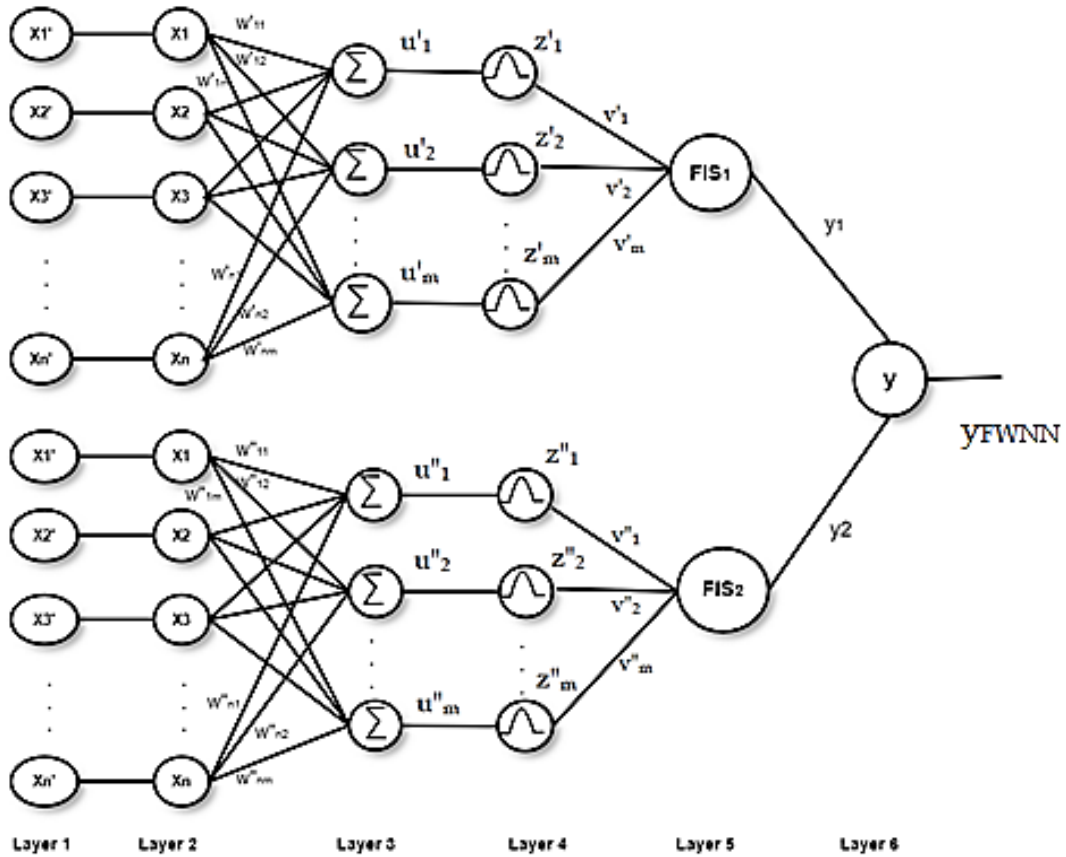 X1' X1 W'11 u'1 z'1
W'12
W'1
X2' X2 v'1
u'2 z'2
FIS1
X3' X3 v'2
v'm y1
W'n
u'm z'm
W'n2
W'nm
Xn' Xn
y
yFWNN
X1' X1 W"11 u"1 z"1
W"12
W"1m
X2' X2 v"1 y2
u"2 z"2
FIS2
X3' X3 v"2
v"m
W"n1
u"m z"m
W"n2
W"nm
Xn' Xn
Layer 1 Layer 2 Layer 3 Layer 4 Layer 5 Layer 6